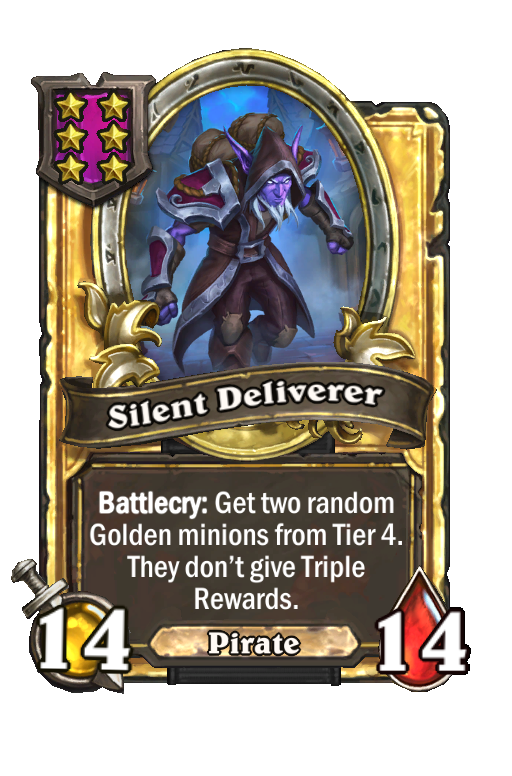 Silent Deliverer
Battlecry: Get two random
Golden minions from Tier 4.
They don't give Triple
Rewards.
14
Pirate
14